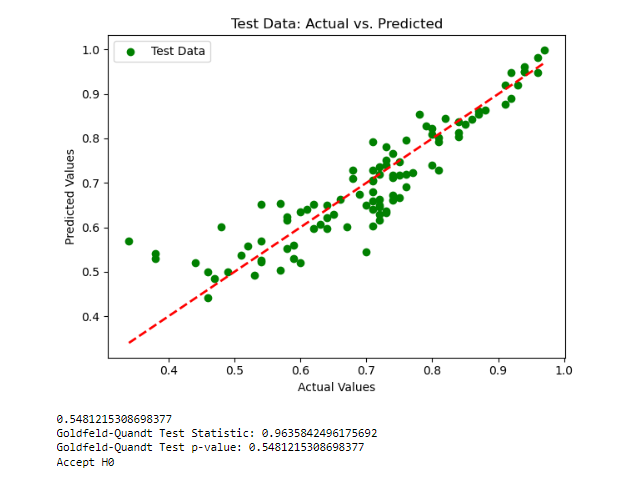 Test Data: Actual vs. Predicted
Test Data
1.0
0.9
0.8
0.7
0.6
0.5
0.4
Predicted Values
0.4 0.5 0.6 0.7 0.8 0.9 1.0
Actual Values
0.5481215308698377
Goldfeld-Quandt Test Statistic: 0.9635842496175692
Goldfeld-Quandt Test p-value: 0.5481215308698377
Accept H0